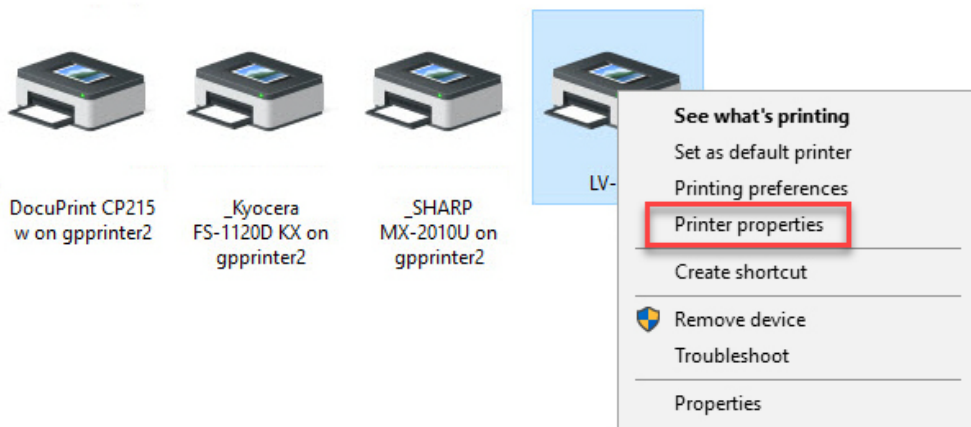 DocuPrint CP215
w on gpprinter2
_Kyocera
FS-1120D KX on
gpprinter2
_SHARP
MX-2010U on
gpprinter2
LV-
See what's printing
Set as default printer
Printing preferences
Printer properties
Create shortcut
Remove device
Troubleshoot
Properties